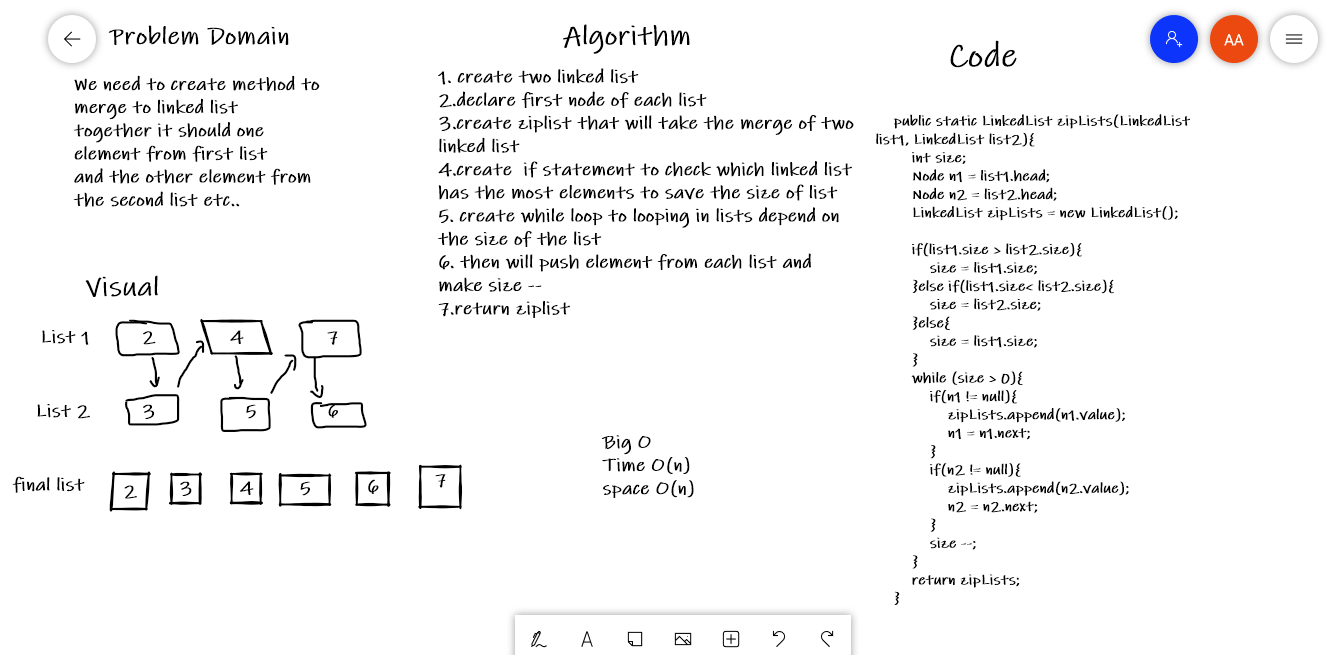 Problem Domain
We need to create method to
merge to linked list
together it should one
element from first list
and the other element from
the second list etc..
Visual
List 1
2
4
7
List 2
3
5
6
final list
2
3
4
5
6
7
Algorithm
1. create two linked list
2.declare first node of each list
3.create ziplist that will take the merge of two
linked list
4.create if statement to check which linked list
has the most elements to save the size of list
5. create while loop to looping in lists depend on
the size of the list
6. then will push element from each list and
make size --
7.return ziplist
Big O
Time O(n)
space O(n)
Code
public static LinkedList zipLists(LinkedList
list1, LinkedList list2){
int size;
Node n1 = list1.head;
Node n2 = list2.head;
LinkedList zipLists = new LinkedList();
if(list1.size > list2.size){
size = list1.size;
}else if(list1.size< list2.size){
size = list2.size;
}else{
size = list1.size;
}
while (size > 0){
if(n1 != null){
zipLists.append(n1.value);
n1 = n1.next;
}
if(n2 != null){
zipLists.append(n2.value);
n2 = n2.next;
}
size --;
}
return zipLists;
}
AA